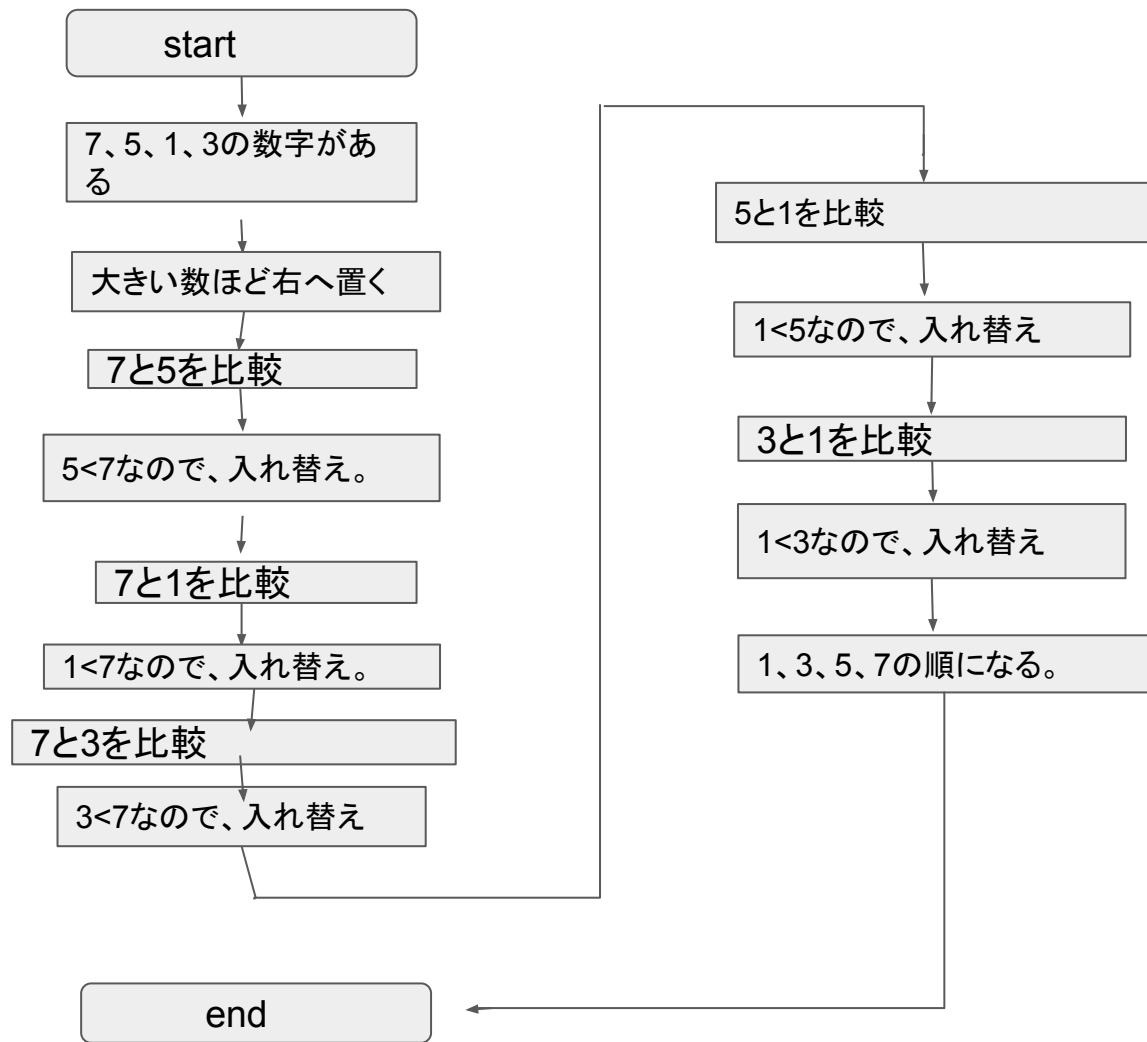 start
7、5、1、3の数字があ
る
大きい数ほど右へ置く
7と5を比較
5<7なので、入れ替え。
7と1を比較
1<7なので、入れ替え。
7と3を比較
3<7なので、入れ替え
5と1を比較
1<5なので、入れ替え
3と1を比較
1<3なので、入れ替え
1、3、5、7の順になる。
end